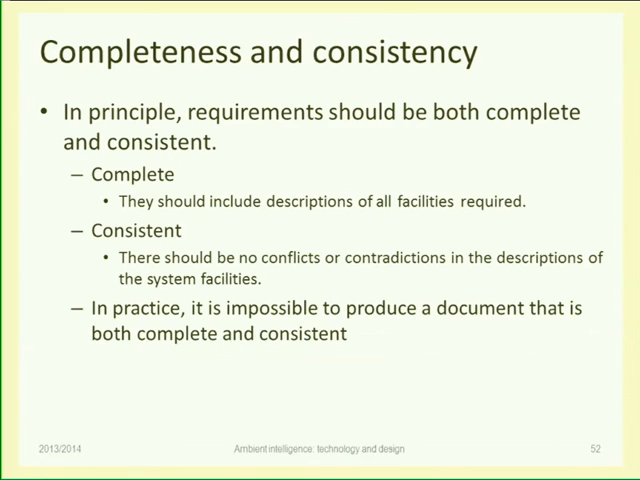 Completeness and consistency
• In principle, requirements should be both complete
and consistent.
– Complete
• They should include descriptions of all facilities required.
– Consistent
• There should be no conflicts or contradictions in the descriptions of
the system facilities.
– In practice, it is impossible to produce a document that is
both complete and consistent
2013/2014 Ambient intelligence: technology and design 52